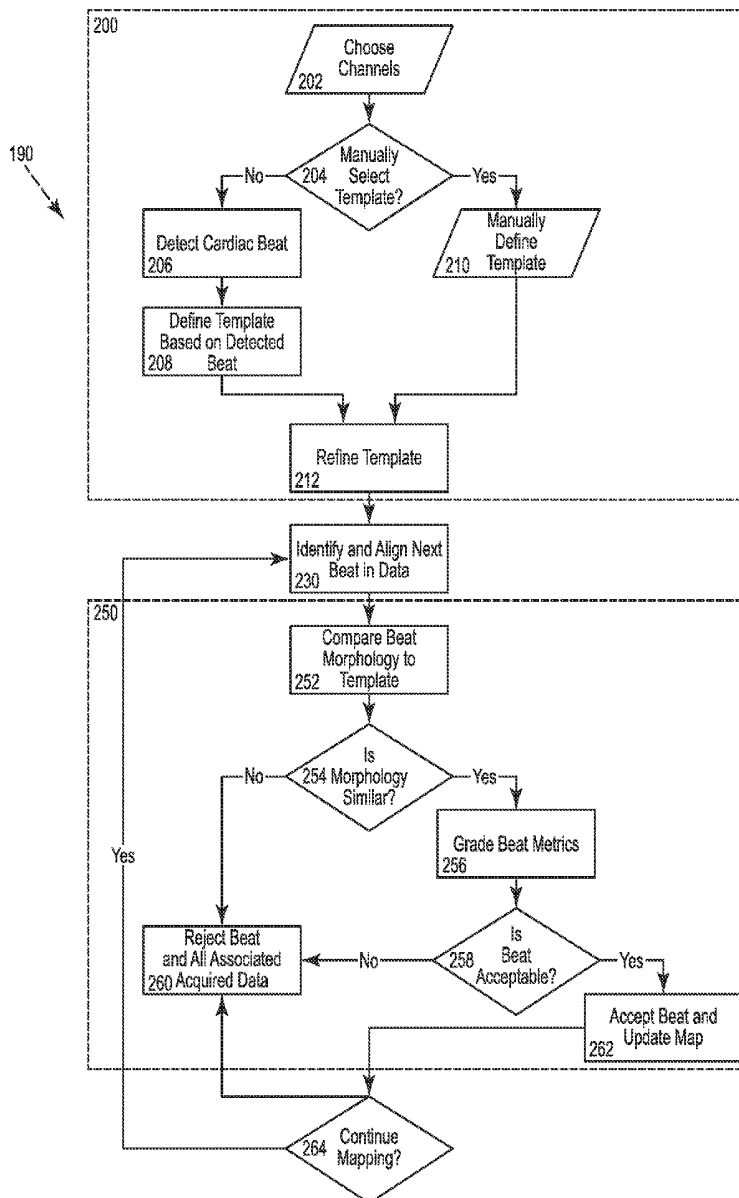 200
Choose
Channels
202
190
Manually
Select
Template?
204
No
Yes
Detect Cardiac Beat
206
Manually
Define
Template
210
Define Template
Based on Detected
Beat
208
Refine Template
212
Identify and Align Next
Beat in Data
230
250
Compare Beat
Morphology to
Template
252
Is
Morphology
Similar?
254
No
Yes
Grade Beat Metrics
256
Yes
Reject Beat
and All Associated
Acquired Data
260
No
Is
Beat
Acceptable?
258
Yes
Accept Beat and
Update Map
262
Continue
Mapping?
264